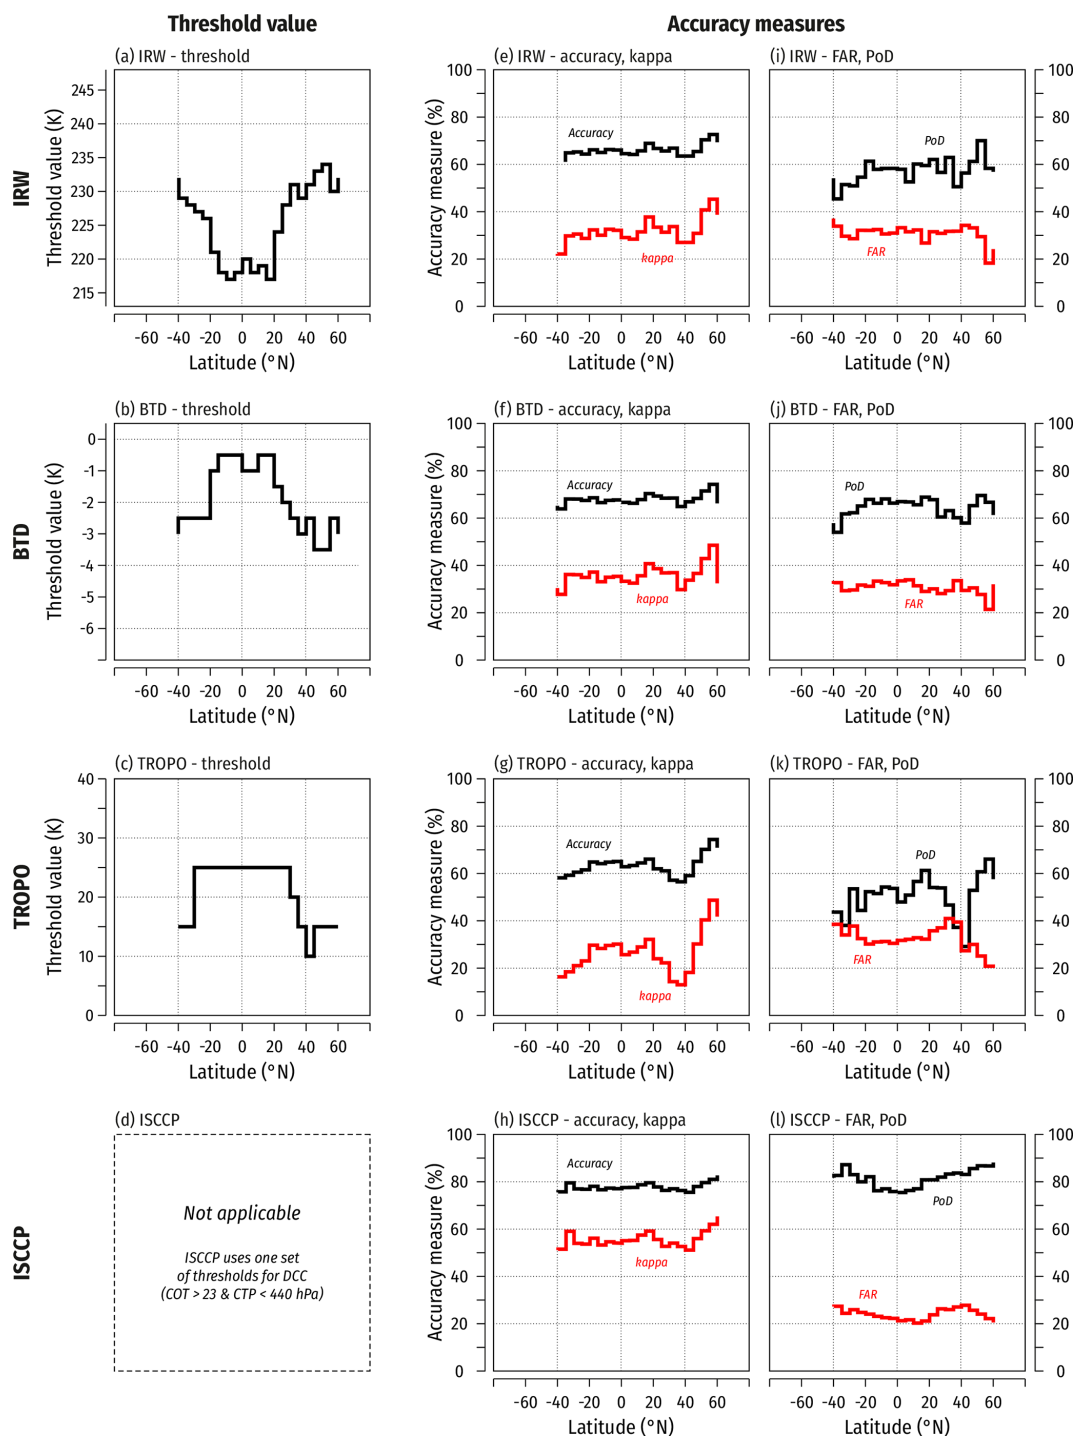 Threshold value
Accuracy measures
IRW
(a) IRW - threshold
Threshold value (K)
245
240
235
230
225
220
215
-60 -40 -20 0 20 40 60
Latitude (°N)
(e) IRW - accuracy, kappa
Accuracy measure (%)
100
80
60
40
20
0
Accuracy
kappa
-60 -40 -20 0 20 40 60
Latitude (°N)
(i) IRW - FAR, PoD
PoD
FAR
100
80
60
40
20
0
-60 -40 -20 0 20 40 60
Latitude (°N)
BTD
(b) BTD - threshold
Threshold value (K)
0
-1
-2
-3
-4
-5
-6
-60 -40 -20 0 20 40 60
Latitude (°N)
(f) BTD - accuracy, kappa
Accuracy measure (%)
100
80
60
40
20
0
Accuracy
kappa
-60 -40 -20 0 20 40 60
Latitude (°N)
(j) BTD - FAR, PoD
PoD
FAR
100
80
60
40
20
0
-60 -40 -20 0 20 40 60
Latitude (°N)
TROPO
(c) TROPO - threshold
Threshold value (K)
40
30
20
10
0
-60 -40 -20 0 20 40 60
Latitude (°N)
(g) TROPO - accuracy, kappa
Accuracy measure (%)
100
80
60
40
20
0
Accuracy
kappa
-60 -40 -20 0 20 40 60
Latitude (°N)
(k) TROPO - FAR, PoD
PoD
FAR
100
80
60
40
20
0
-60 -40 -20 0 20 40 60
Latitude (°N)
ISCCP
(d) ISCCP
Not applicable
ISCCP uses one set
of thresholds for DCC
(COT > 23 & CTP < 440 hPa)
(h) ISCCP - accuracy, kappa
Accuracy measure (%)
100
80
60
40
20
0
Accuracy
kappa
-60 -40 -20 0 20 40 60
Latitude (°N)
(l) ISCCP - FAR, PoD
PoD
FAR
100
80
60
40
20
0
-60 -40 -20 0 20 40 60
Latitude (°N)